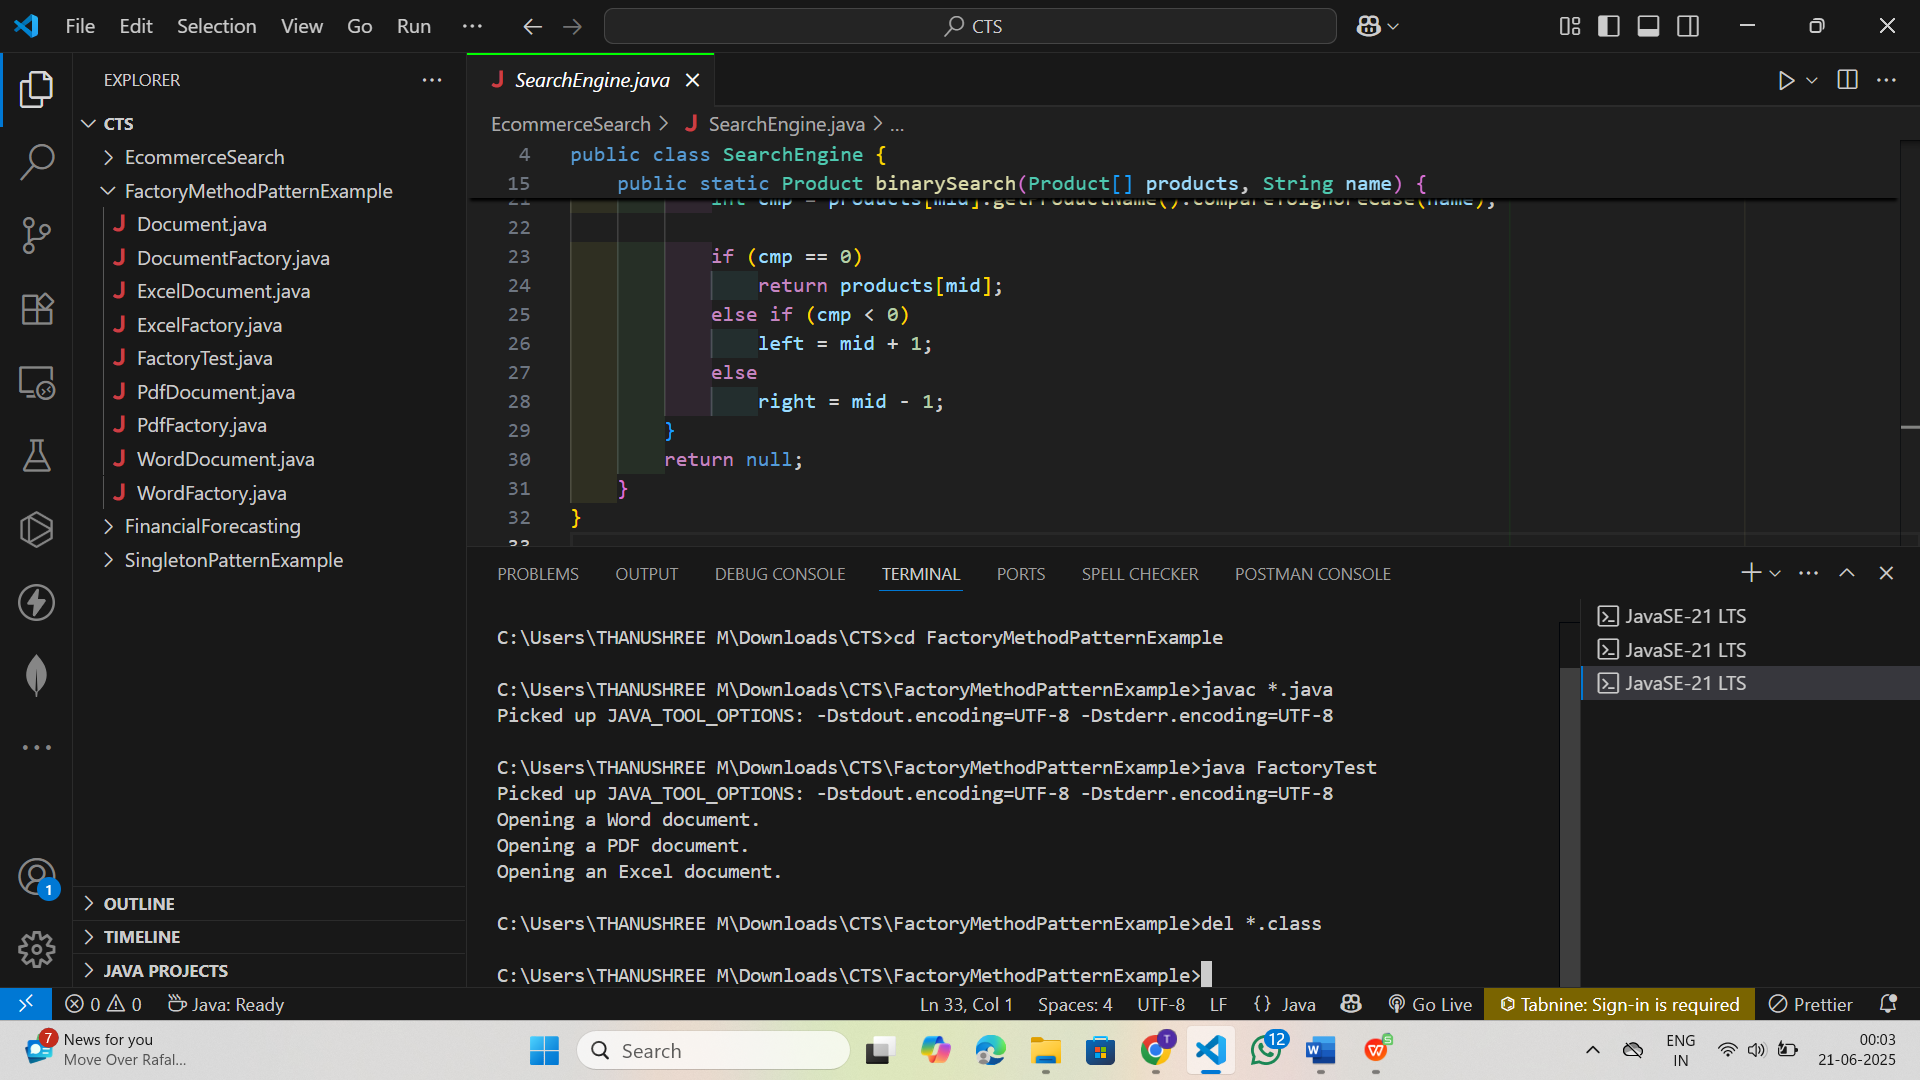 File Edit Selection View Go Run ··· CTS
EXPLORER
CTS
EcommerceSearch
FactoryMethodPatternExample
Document.java
DocumentFactory.java
ExcelDocument.java
ExcelFactory.java
FactoryTest.java
PdfDocument.java
PdfFactory.java
WordDocument.java
WordFactory.java
FinancialForecasting
SingletonPatternExample
OUTLINE
TIMELINE
JAVA PROJECTS
1
J SearchEngine.java
EcommerceSearch > J SearchEngine.java > ...
4 public class SearchEngine {
15 public static Product binarySearch(Product[] products, String name) {
21 int cmp = products[mid].getProductName().compareToIgnoreCase(name);
22
23 if (cmp == 0)
24 return products[mid];
25 else if (cmp < 0)
26 left = mid + 1;
27 else
28 right = mid - 1;
29 }
30 return null;
31 }
32 }
33
PROBLEMS OUTPUT DEBUG CONSOLE TERMINAL PORTS SPELL CHECKER POSTMAN CONSOLE
C:\Users\THANUSHREE M\Downloads\CTS>cd FactoryMethodPatternExample
C:\Users\THANUSHREE M\Downloads\CTS\FactoryMethodPatternExample>javac *.java
Picked up JAVA_TOOL_OPTIONS: -Dstdout.encoding=UTF-8 -Dstderr.encoding=UTF-8
C:\Users\THANUSHREE M\Downloads\CTS\FactoryMethodPatternExample>java FactoryTest
Picked up JAVA_TOOL_OPTIONS: -Dstdout.encoding=UTF-8 -Dstderr.encoding=UTF-8
Opening a Word document.
Opening a PDF document.
Opening an Excel document.
C:\Users\THANUSHREE M\Downloads\CTS\FactoryMethodPatternExample>del *.class
C:\Users\THANUSHREE M\Downloads\CTS\FactoryMethodPatternExample>
JavaSE-21 LTS
JavaSE-21 LTS
JavaSE-21 LTS
0 0 Java: Ready Ln 33, Col 1 Spaces: 4 UTF-8 LF {} Java Go Live Tabnine: Sign-in is required Prettier
7 News for you
Move Over Rafal...
Search
T
12
ENG
IN
00:03
21-06-2025